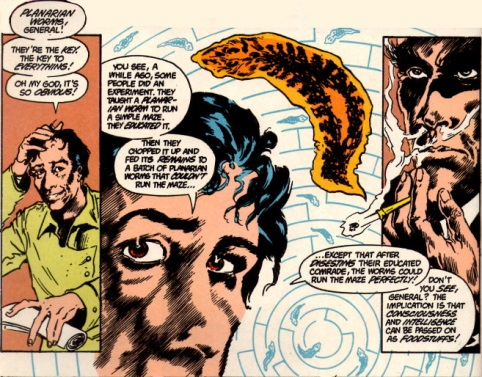 PLANARIAN
WORMS,
GENERAL!
THEY'RE THE KEY.
THE KEY TO
EVERYTHING!
OH MY GOD, IT'S
SO OBVIOUS!
YOU SEE, A
WHILE AGO, SOME
PEOPLE DID AN
EXPERIMENT. THEY
TAUGHT A PLANAR-
IAN WORM TO RUN
A SIMPLE MAZE.
THEY EDUCATED IT.
THEN THEY
CHOPPED IT UP AND
FED ITS REMAINS TO
A BATCH OF PLANARIAN
WORMS THAT COULDN'T
RUN THE MAZE...
...EXCEPT THAT AFTER
DIGESTING THEIR EDUCATED
COMRADE, THE WORMS COULD
RUN THE MAZE PERFECTLY!
DON'T
YOU SEE,
GENERAL? THE
IMPLICATION IS THAT
CONSCIOUSNESS
AND INTELLIGENCE
CAN BE PASSED ON
AS FOODSTUFFS!